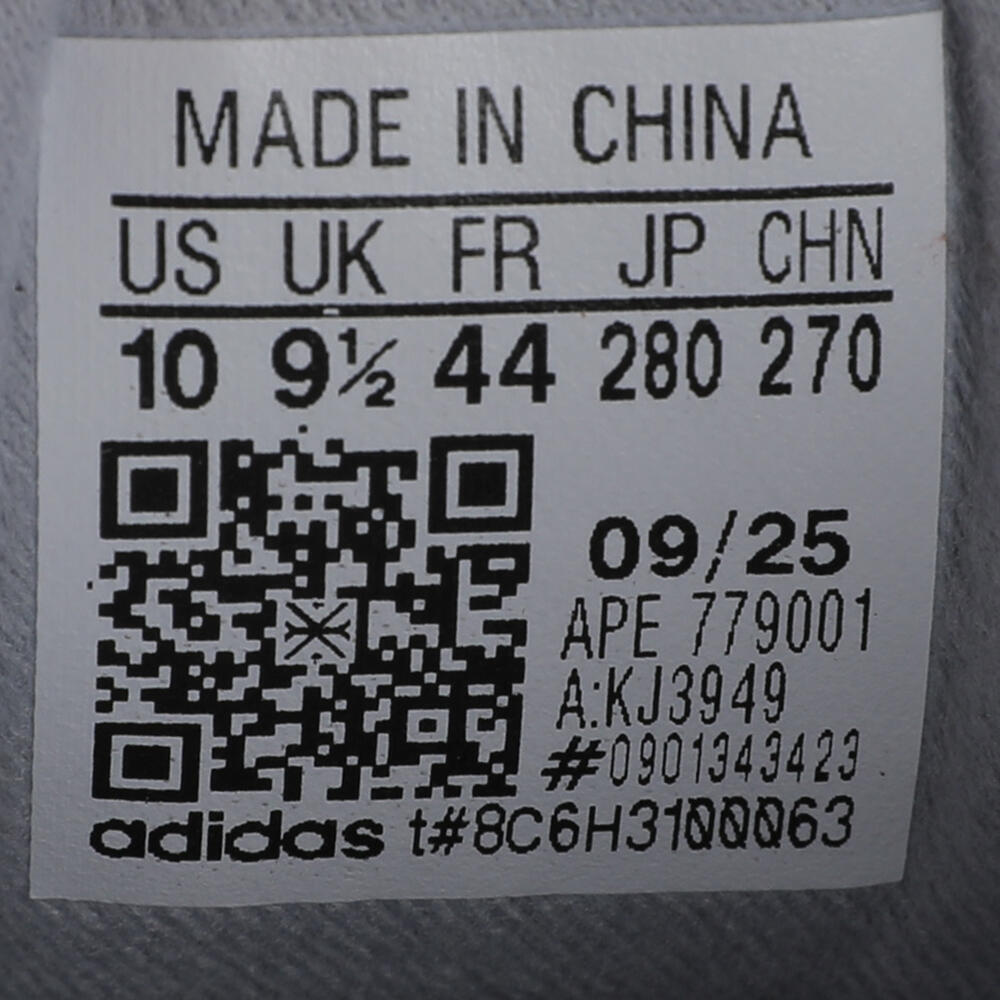 MADE IN CHINA
US UK FR JP CHN
10 9½ 44 280 270
09/25
APE 779001
A:KJ3949
#0901343423
adidas t#8C6H3100063